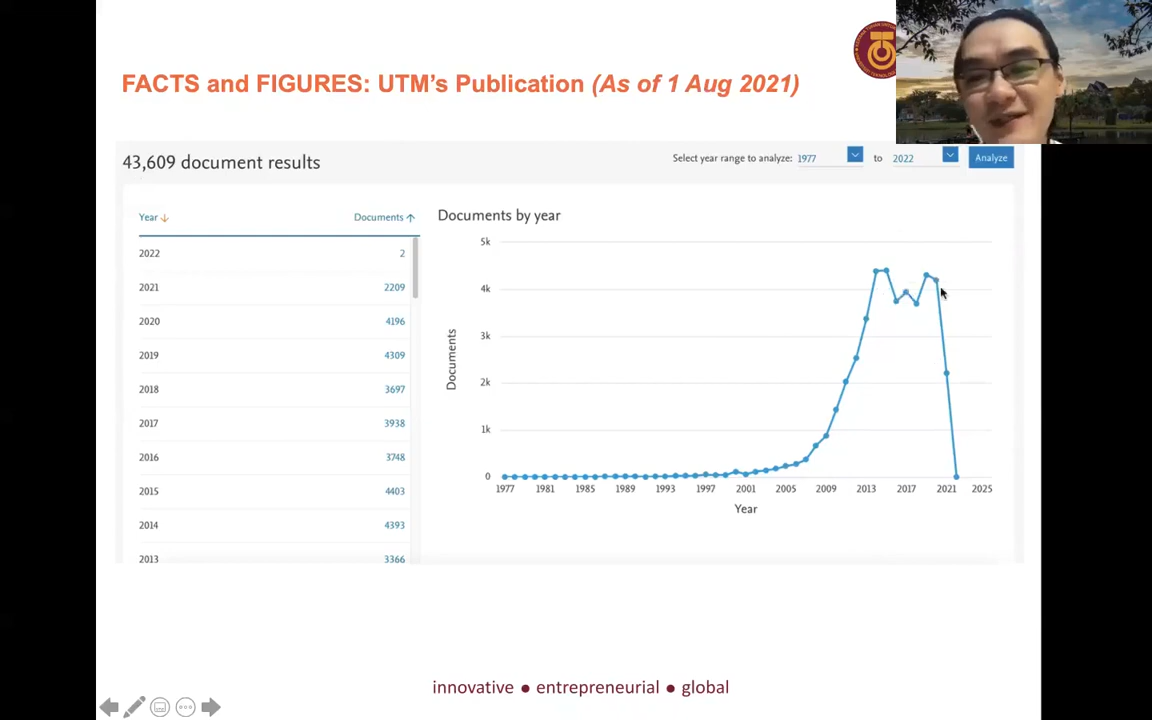 FACTS and FIGURES: UTM's Publication (As of 1 Aug 2021)
43,609 document results
Select year range to analyze: 1977 to 2022 Analyze
Year Documents
2022 2
2021 2209
2020 4196
2019 4309
2018 3697
2017 3938
2016 3748
2015 4403
2014 4393
2013 3366
Documents by year
5k
4k
3k
2k
1k
0
Documents
1977 1981 1985 1989 1993 1997 2001 2005 2009 2013 2017 2021 2025
Year
innovative ● entrepreneurial ● global